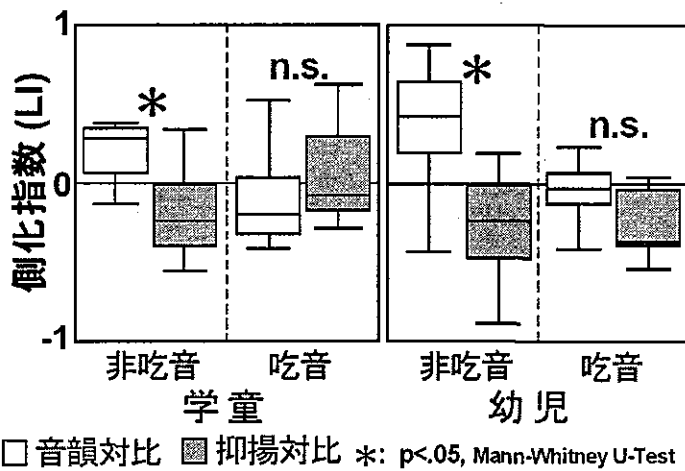 1
0
-1
側化指数 (LI)
*
n.s.
*
n.s.
非吃音 吃音 非吃音 吃音
学童 幼児
□ 音韻対比 ■ 抑揚対比 *: p<.05, Mann-Whitney U-Test